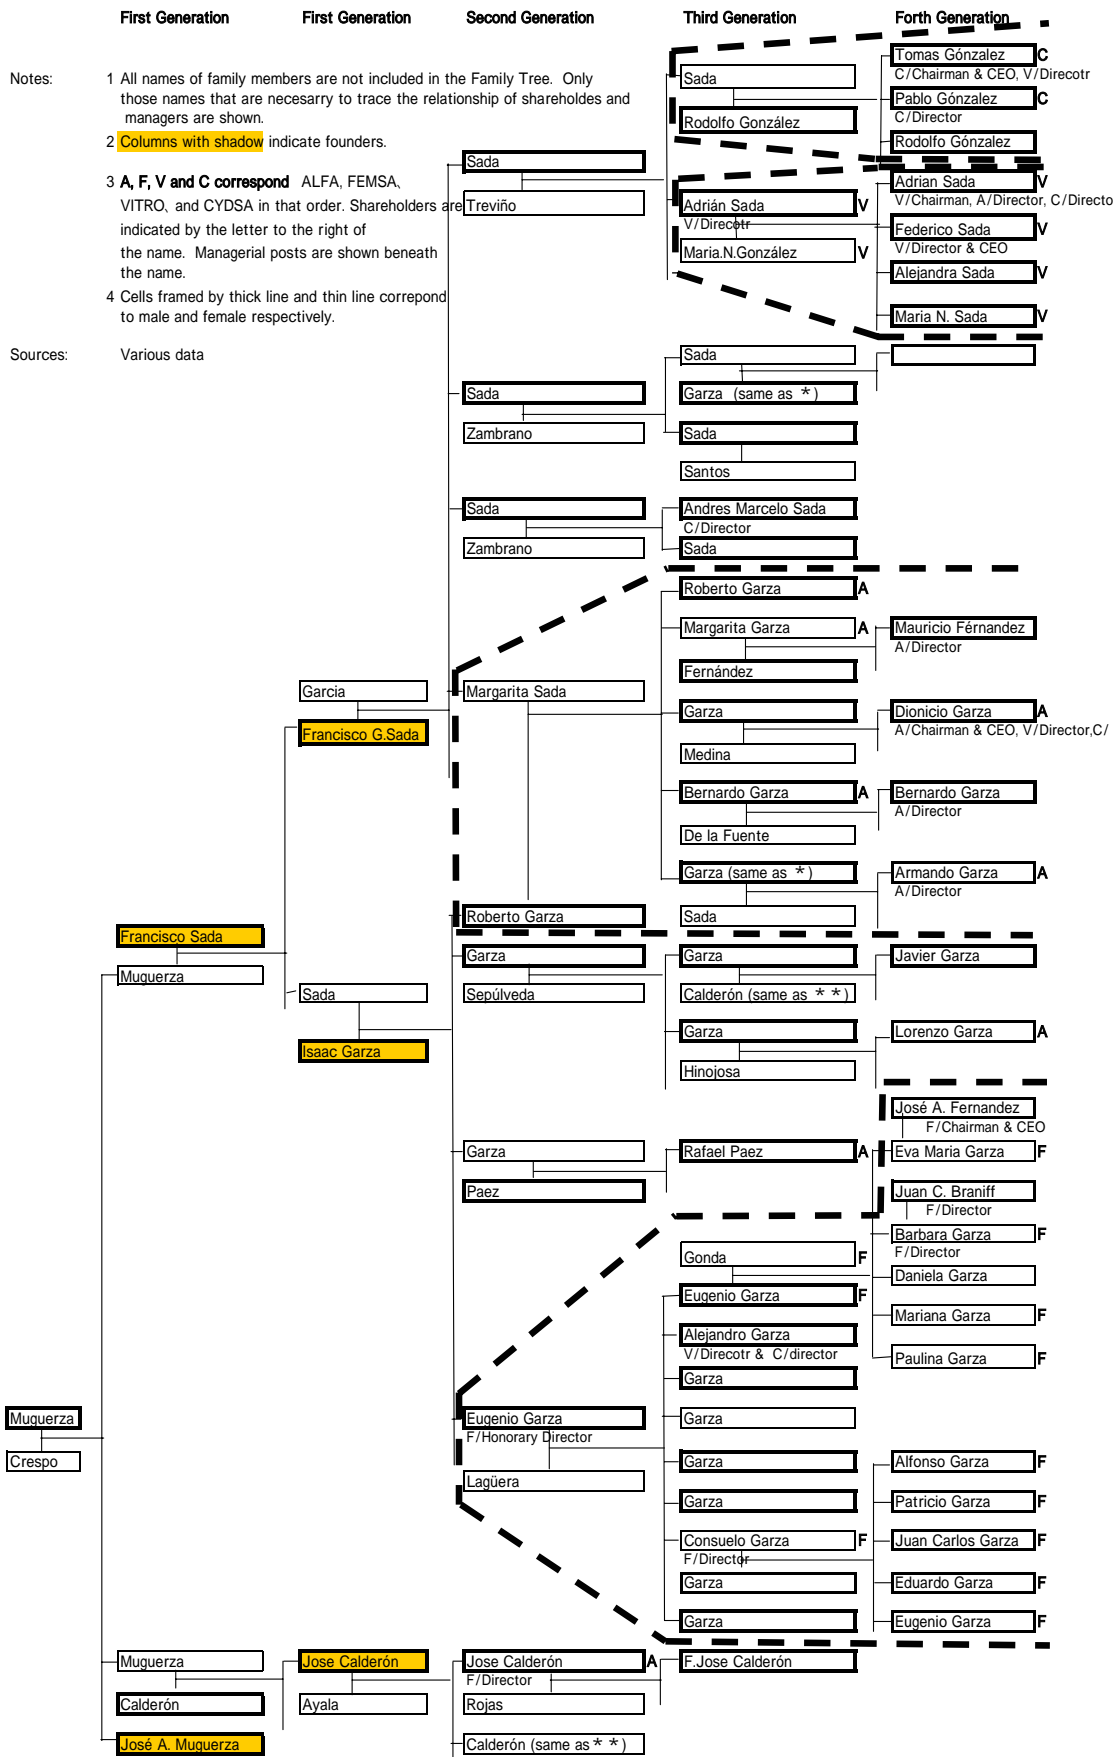 First Generation First Generation Second Generation Third Generation Forth Generation
Notes: 1 All names of family members are not included in the Family Tree. Only
those names that are necesarry to trace the relationship of shareholdes and
managers are shown.
2 Columns with shadow indicate founders.
3 A, F, V and C correspond ALFA, FEMSA,
VITRO, and CYDSA in that order. Shareholders are
indicated by the letter to the right of
the name. Managerial posts are shown beneath
the name.
4 Cells framed by thick line and thin line correpond
to male and female respectively.
Sources: Various data
Tomas Gónzalez C
C/Chairman & CEO, V/Direcotr
Sada
Pablo Gónzalez C
C/Director
Rodolfo González
Rodolfo Gónzalez
Sada
Treviño
Adrian Sada V
V/Chairman, A/Director, C/Directo
Adrián Sada V
V/Direcotr
Federico Sada V
V/Director & CEO
Maria.N.González V
Alejandra Sada V
Maria N. Sada V
Sada
Sada
Garza (same as *)
Zambrano
Sada
Santos
Sada
Andres Marcelo Sada
C/Director
Zambrano
Sada
Roberto Garza A
Margarita Garza A
Mauricio Férnandez
A/Director
Fernández
Garcia
Margarita Sada
Garza
Dionicio Garza A
A/Chairman & CEO, V/Director,C/
Francisco G.Sada
Medina
Bernardo Garza A
Bernardo Garza
A/Director
De la Fuente
Garza (same as *)
Armando Garza A
A/Director
Roberto Garza
Sada
Francisco Sada
Muguerza
Garza
Garza
Javier Garza
Sada
Sepúlveda
Calderón (same as **)
Isaac Garza
Garza
Lorenzo Garza A
Hinojosa
José A. Fernandez
F/Chairman & CEO
Garza
Rafael Paez A
Eva Maria Garza F
Paez
Juan C. Braniff
F/Director
Barbara Garza F
F/Director
Gonda F
Daniela Garza
Eugenio Garza F
Mariana Garza F
Alejandro Garza
V/Direcotr & C/director
Paulina Garza F
Garza
Muguerza
Eugenio Garza
F/Honorary Director
Garza
Crespo
Lagüera
Garza
Alfonso Garza F
Garza
Patricio Garza F
Consuelo Garza F
F/Director
Juan Carlos Garza F
Garza
Eduardo Garza F
Garza
Eugenio Garza F
Muguerza
Jose Calderón
Jose Calderón A
F/Director
F.Jose Calderón
Calderón
Ayala
Rojas
José A. Muguerza
Calderón (same as**)